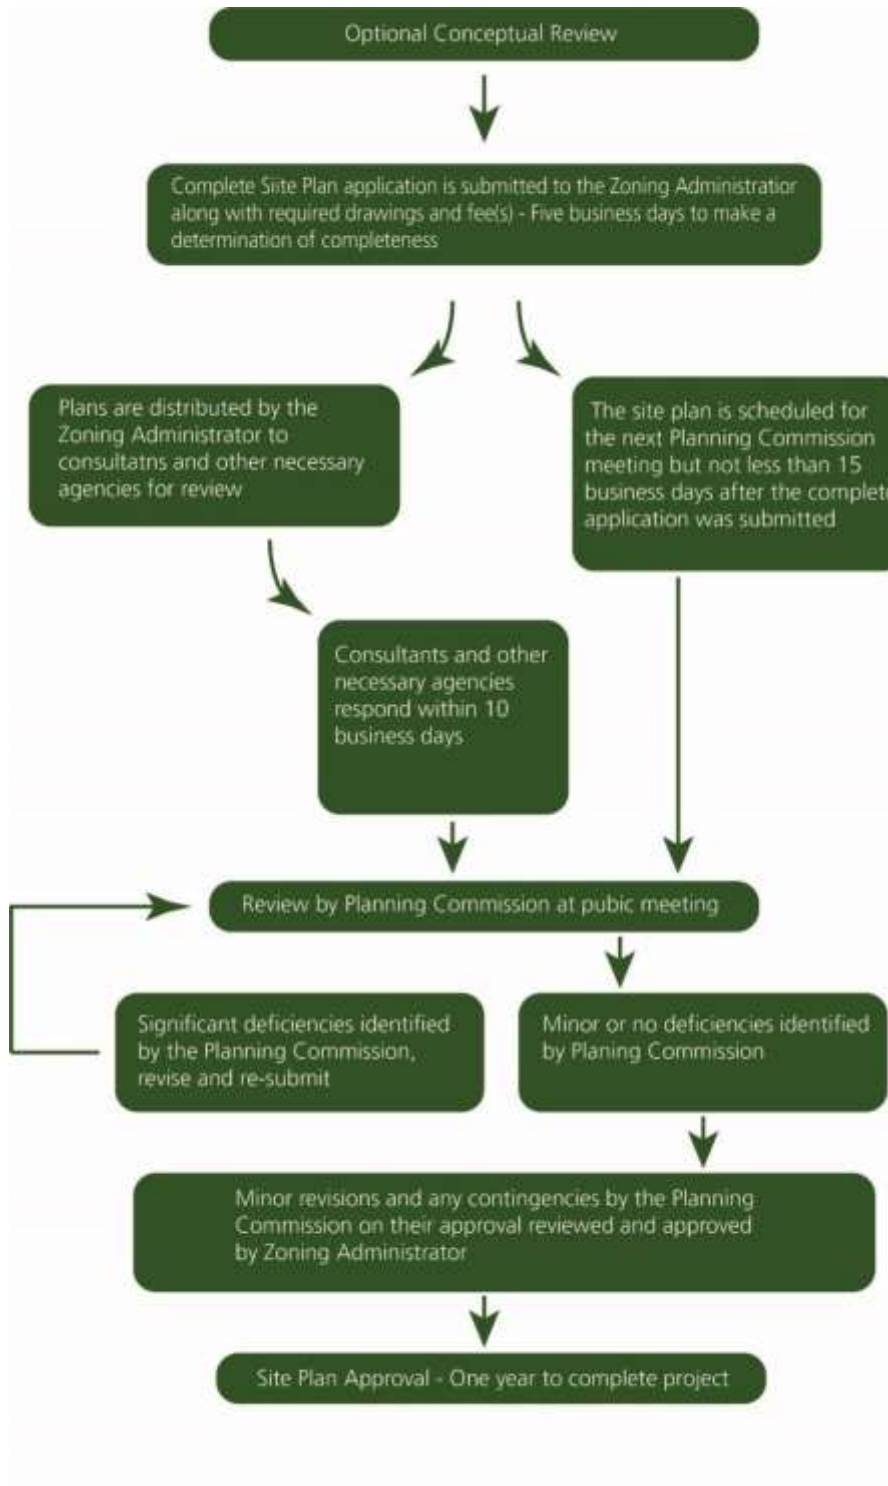 Optional Conceptual Review
Complete Siite Plan application is submitted to the Zoning Administratior
along with required drawings and fee(s) - Five business days to make a
determination of completeness
Plans are distributed by the
Zoning Administrator to
consultatns and other necessary
agencies for review
The site plan is scheduled for
the next Planning Commission
meeting but not less than 15
business days after the complete
application was submitted
Consultants and other
necessary agencies
respond within 10
business days
Review by Planning Commission at pubic meeting
Significant deficiencies identified
by the Planning Commission,
revise and re-submit
Minor or no deficiencies identified
by Planing Commission
Minor revisions and any contingencies by the Planning
Commission on their approval reviewed and approved
by Zoning Administrator
Site Plan Approval - One year to complete project